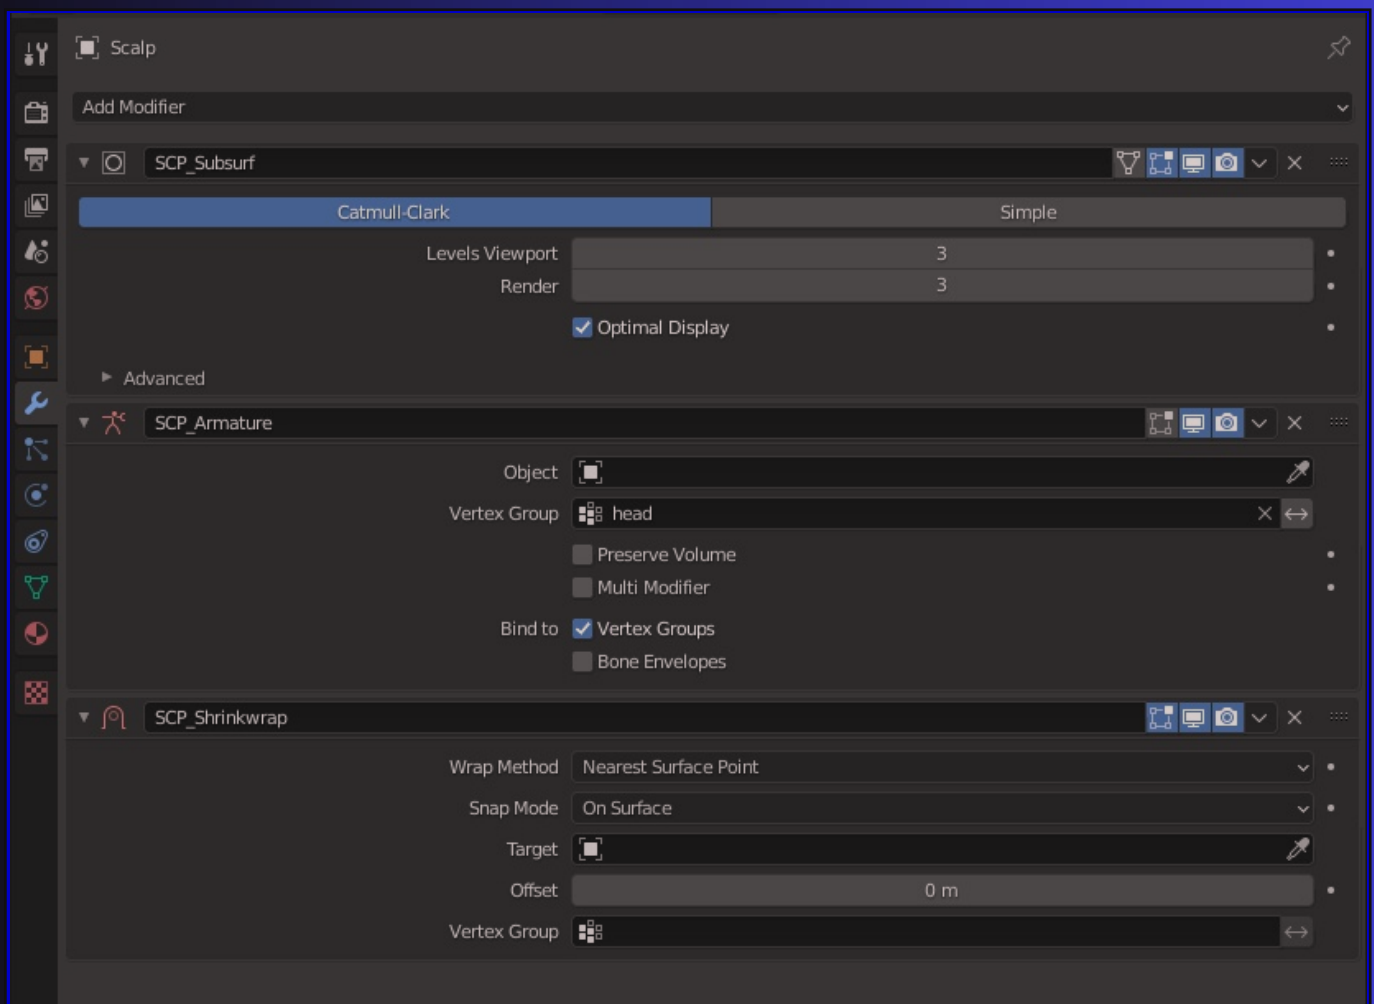 Scalp
Add Modifier
SCP_Subsurf
Catmull-Clark Simple
Levels Viewport 3
Render 3
Optimal Display
Advanced
SCP_Armature
Object
Vertex Group head
Preserve Volume
Multi Modifier
Bind to Vertex Groups
Bone Envelopes
SCP_Shrinkwrap
Wrap Method Nearest Surface Point
Snap Mode On Surface
Target
Offset 0 m
Vertex Group